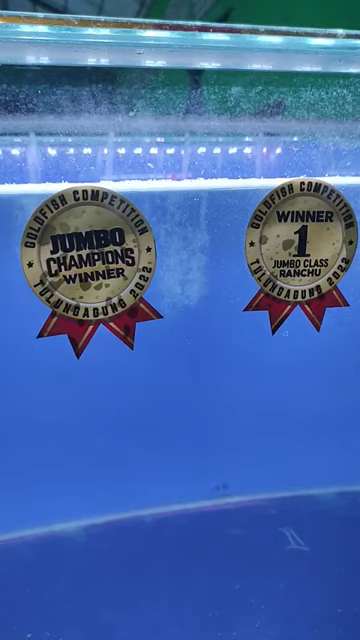 GOLDFISH COMPETITION
JUMBO
CHAMPIONS
WINNER
TULUNGAGUNG 2022
GOLDFISH COMPETITION
WINNER
1
JUMBO CLASS
RANCHU
TULUNGAGUNG 2022